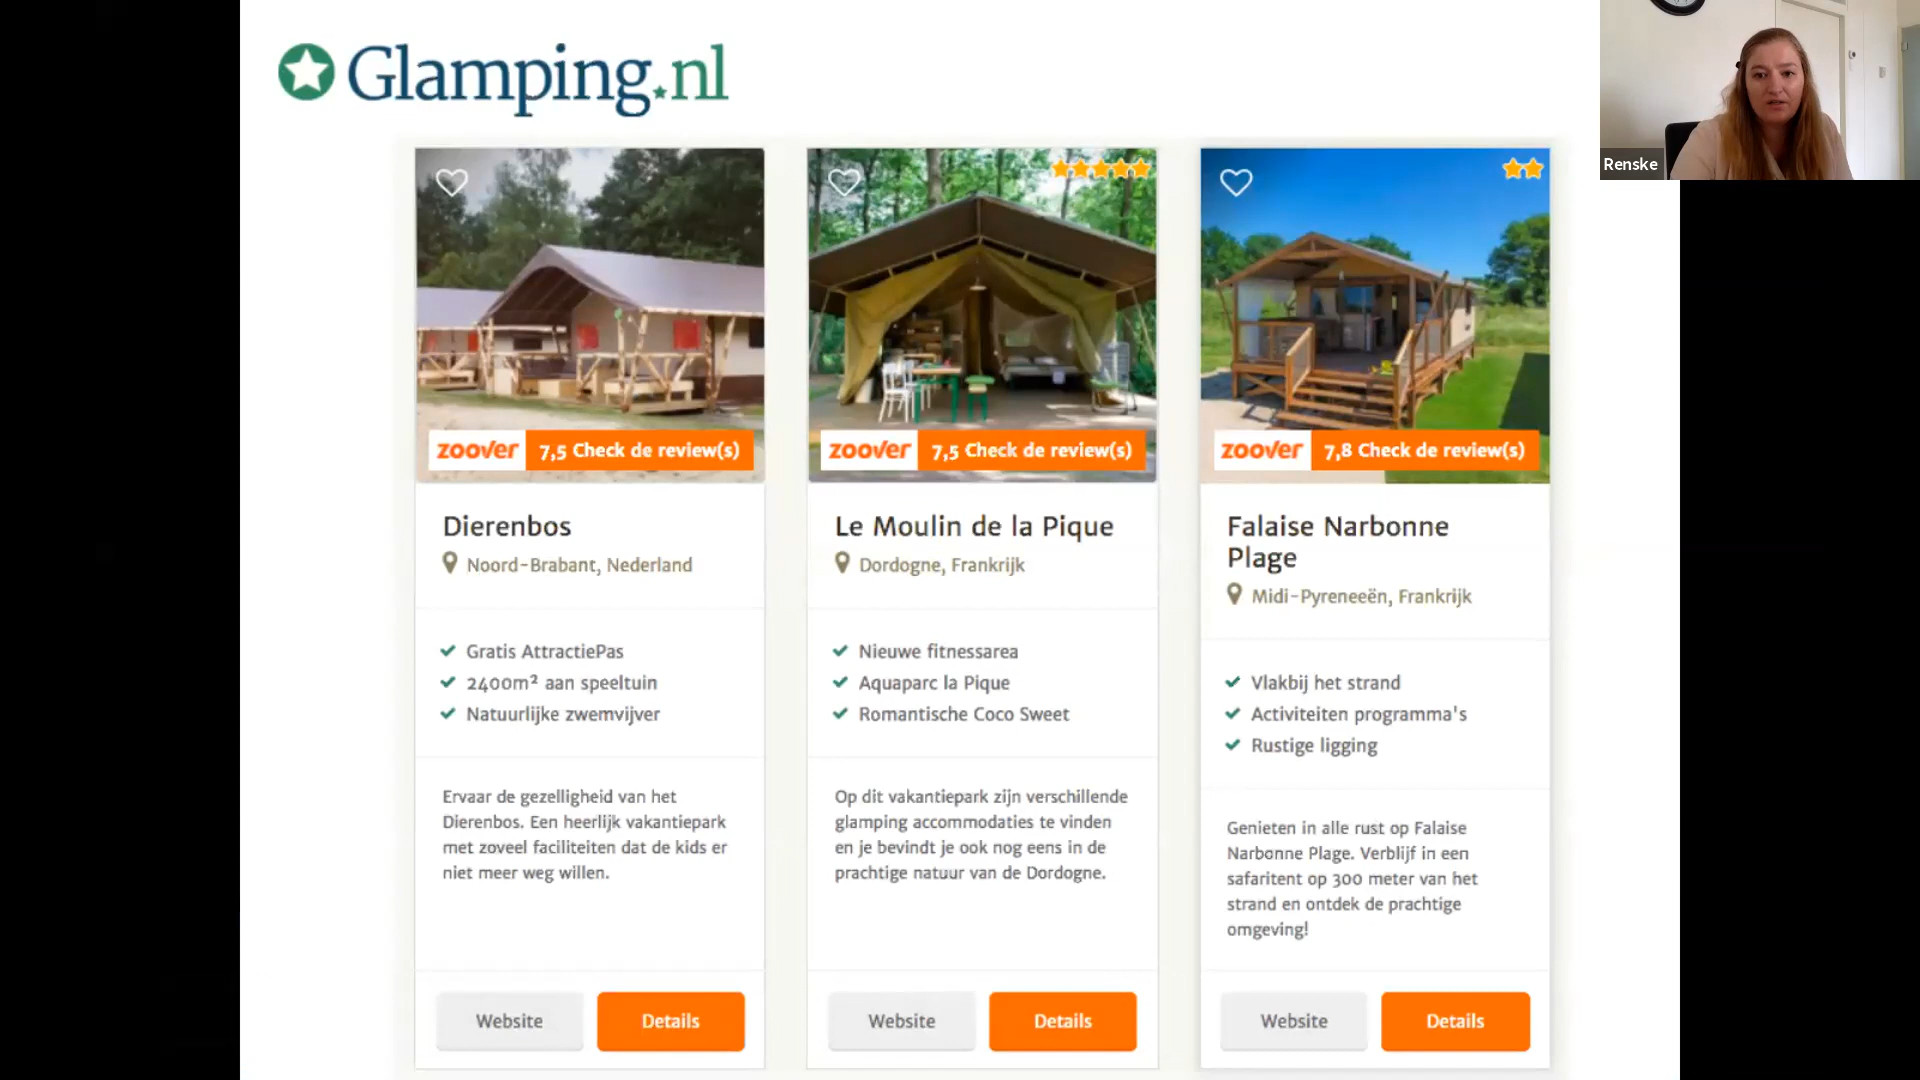 Glamping.nl
Renske
zoover 7,5 Check de review(s)
Dierenbos
Noord-Brabant, Nederland
Gratis AttractiePas
2400m² aan speeltuin
Natuurlijke zwemvijver
Ervaar de gezelligheid van het
Dierenbos. Een heerlijk vakantiepark
met zoveel faciliteiten dat de kids er
niet meer weg willen.
Website
Details
zoover 7,5 Check de review(s)
Le Moulin de la Pique
Dordogne, Frankrijk
Nieuwe fitnessarea
Aquaparc la Pique
Romantische Coco Sweet
Op dit vakantiepark zijn verschillende
glamping accommodaties te vinden
en je bevindt je ook nog eens in de
prachtige natuur van de Dordogne.
Website
Details
zoover 7,8 Check de review(s)
Falaise Narbonne
Plage
Midi-Pyreneeën, Frankrijk
Vlakbij het strand
Activiteiten programma's
Rustige ligging
Genieten in alle rust op Falaise
Narbonne Plage. Verblijf in een
safaritent op 300 meter van het
strand en ontdek de prachtige
omgeving!
Website
Details